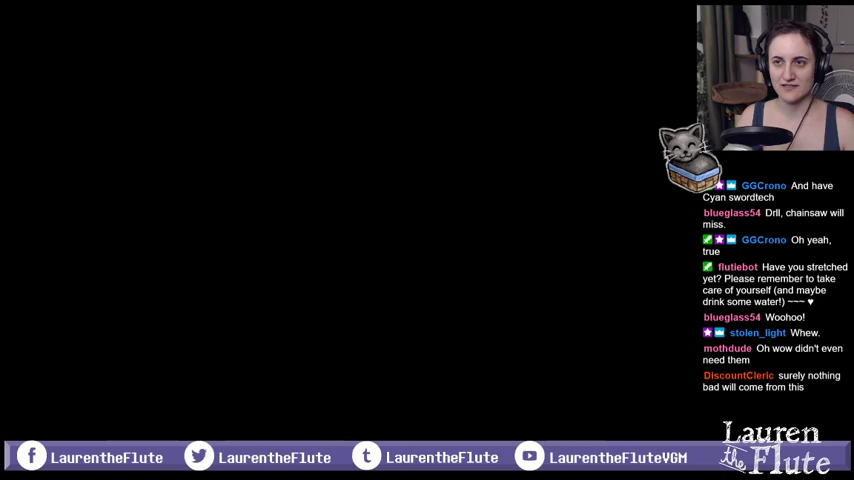 GGCrono And have
Cyan swordtech
blueglass54 Drll, chainsaw will
miss.
GGCrono Oh yeah,
true
flutiebot Have you stretched
yet? Please remember to take
care of yourself (and maybe
drink some water!) ~~~ ♥
blueglass54 Woohoo!
stolen_light Whew.
mothdude Oh wow didn't even
need them
DiscountCleric surely nothing
bad will come from this
Lauren
the Flute
LaurentheFlute LaurentheFlute LaurentheFlute LaurentheFluteVGM